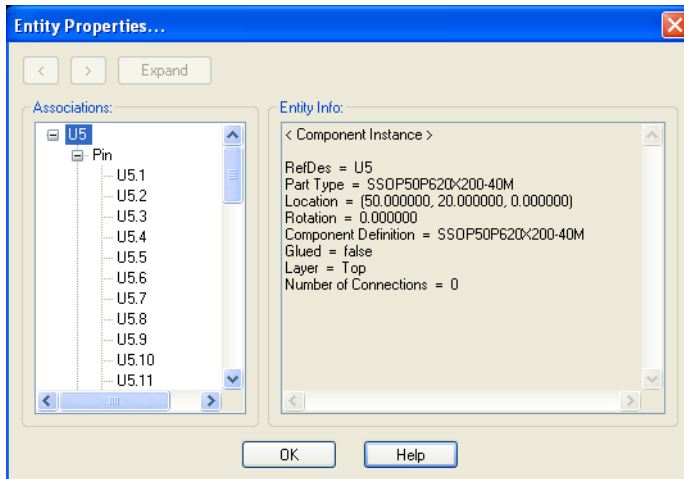 Entity Properties...
< > Expand
Associations:
U5
Pin
U5.1
U5.2
U5.3
U5.4
U5.5
U5.6
U5.7
U5.8
U5.9
U5.10
U5.11
Entity Info:
< Component Instance >
RefDes = U5
Part Type = SSOP50P620X200-40M
Location = (50.000000, 20.000000, 0.000000)
Rotation = 0.000000
Component Definition = SSOP50P620X200-40M
Glued = false
Layer = Top
Number of Connections = 0
OK Help